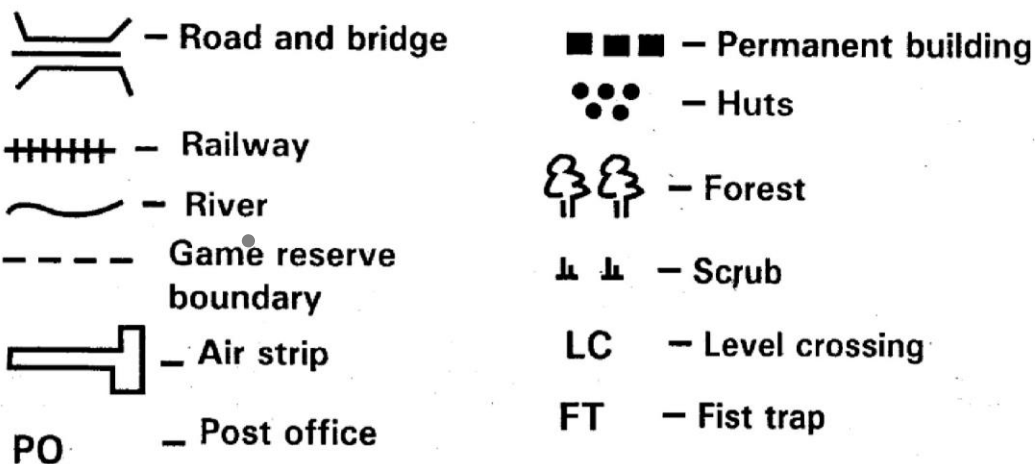 – Road and bridge
– Railway
– River
Game reserve
boundary
– Air strip
PO – Post office
– Permanent building
– Huts
– Forest
– Scrub
LC – Level crossing
FT – Fist trap